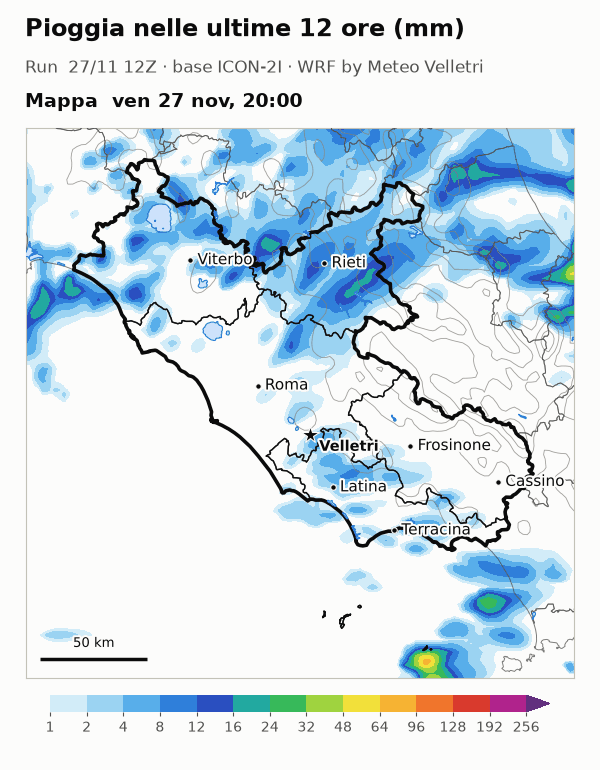 Pioggia nelle ultime 12 ore (mm)
Run  27/11 12Z · base ICON-2I · WRF by Meteo Velletri
Mappa  ven 27 nov, 20:00
Viterbo
Rieti
Roma
Velletri
Frosinone
Latina
Cassino
Terracina
50 km
1 2 4 8 12 16 24 32 48 64 96 128 192 256